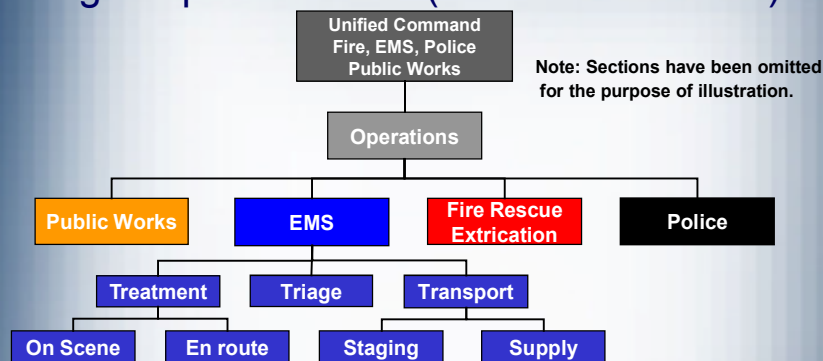 Unified Command
Fire, EMS, Police
Public Works
Note: Sections have been omitted
for the purpose of illustration.
Operations
Public Works
EMS
Fire Rescue
Extrication
Police
Treatment
Triage
Transport
On Scene
En route
Staging
Supply